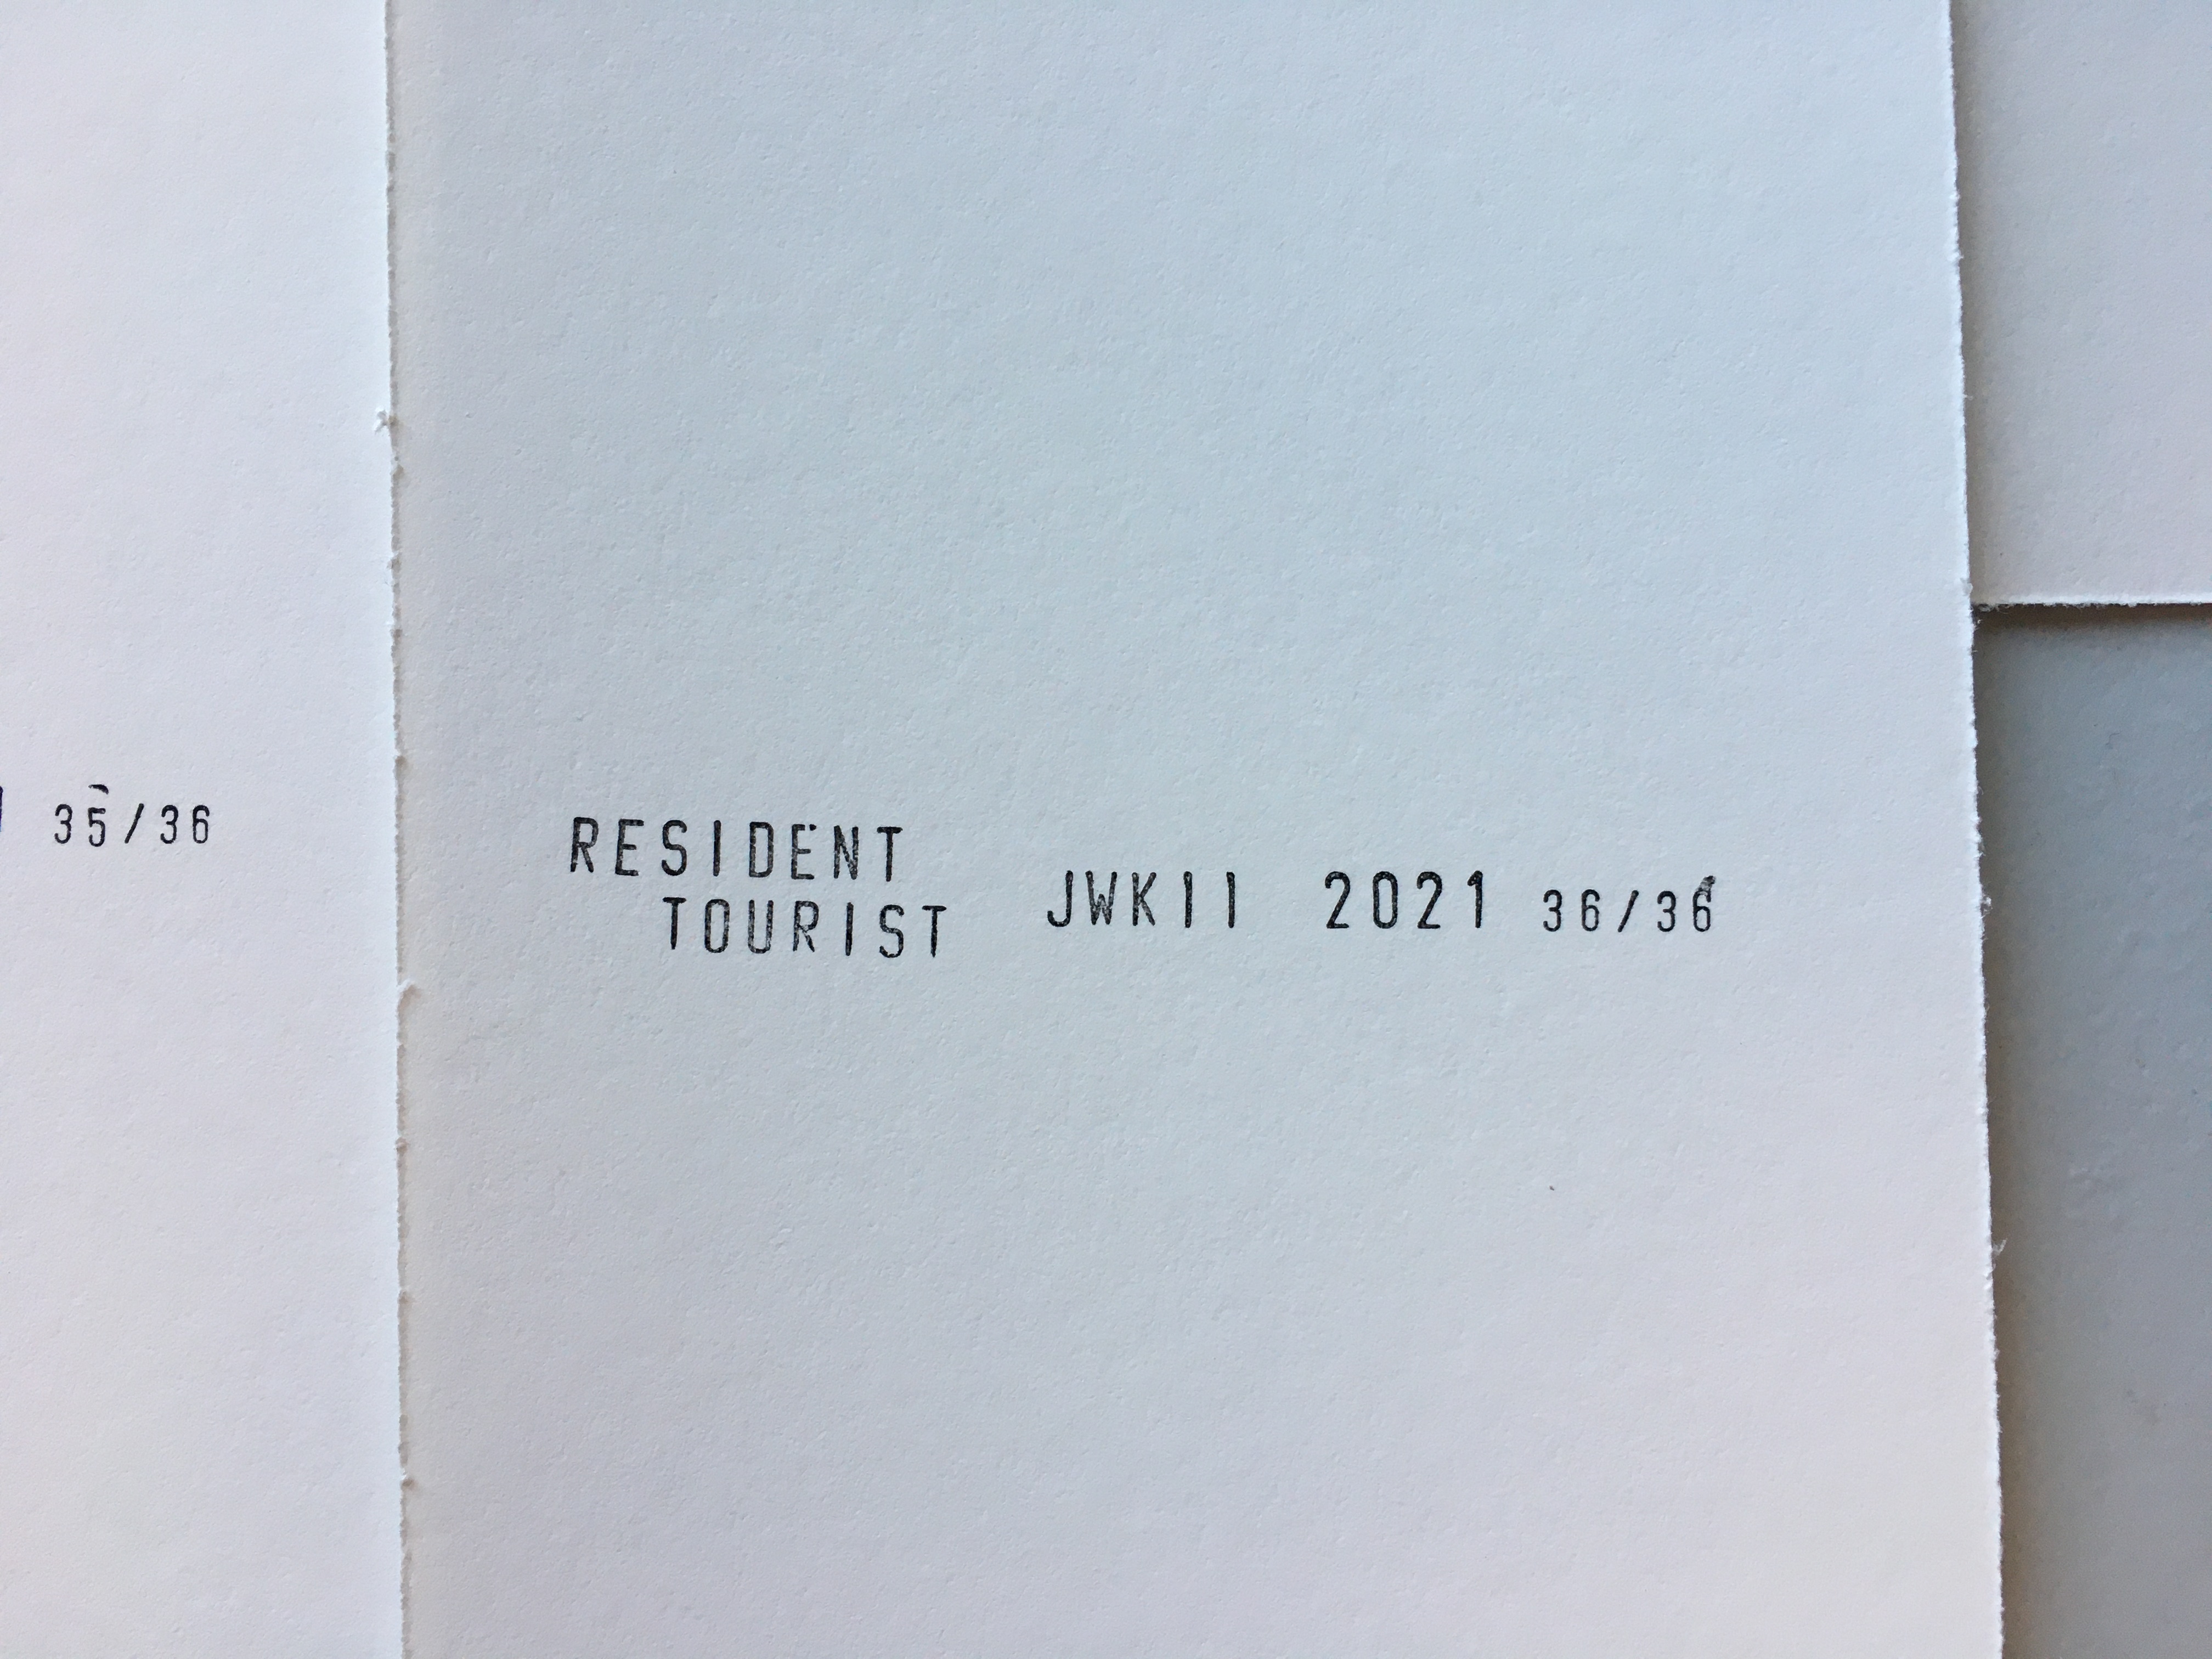 35/36
RESIDENT
TOURIST
JWKII 2021 36/36